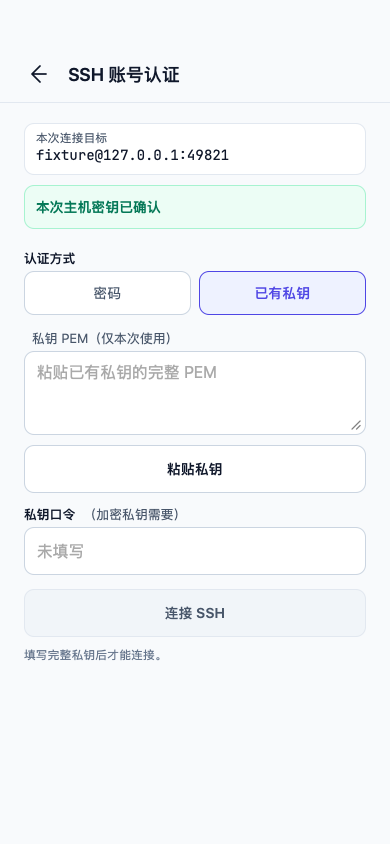 SSH 账号认证
本次连接目标
fixture@127.0.0.1:49821
本次主机密钥已确认
认证方式
密码
已有私钥
私钥 PEM（仅本次使用）
粘贴已有私钥的完整 PEM
粘贴私钥
私钥口令 （加密私钥需要）
未填写
连接 SSH
填写完整私钥后才能连接。